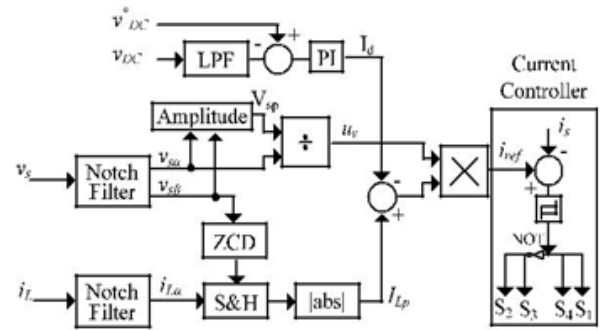 v*DC
vDC
LPF
-
+
PI
Id
Current
Controller
Amplitude
Vsp
÷
uv
is
vs
Notch
Filter
vsα
vsβ
-
+
iref
-
+
ZCD
NOT
iL
Notch
Filter
iLα
S&H
|abs|
ILp
S2 S3 S4 S1